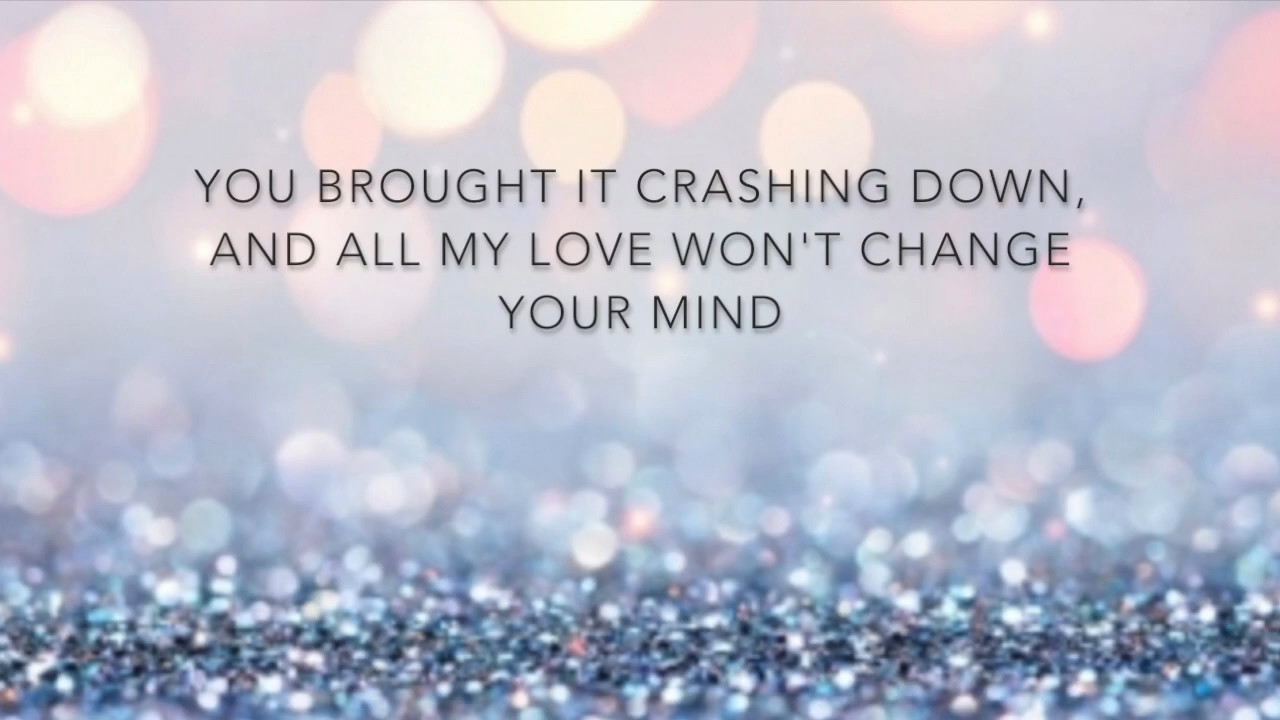 YOU BROUGHT IT CRASHING DOWN,
AND ALL MY LOVE WON'T CHANGE
YOUR MIND